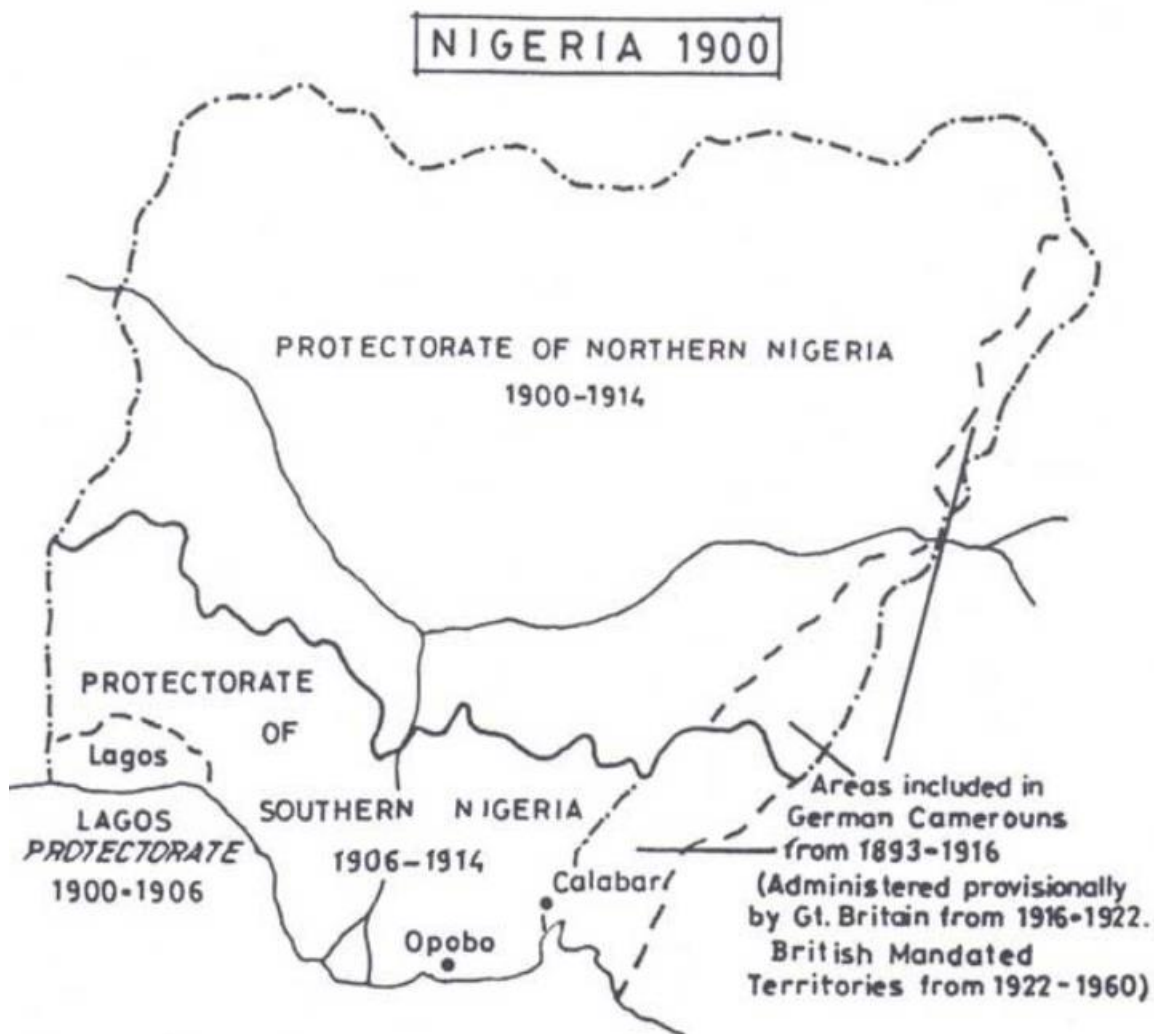 NIGERIA 1900
PROTECTORATE OF NORTHERN NIGERIA
1900-1914
PROTECTORATE
OF
SOUTHERN NIGERIA
1906-1914
Lagos
LAGOS
PROTECTORATE
1900-1906
Calabar
Opobo
Areas included in
German Camerouns
from 1893-1916
(Administered provisionally
by Gt. Britain from 1916-1922.
British Mandated
Territories from 1922-1960)